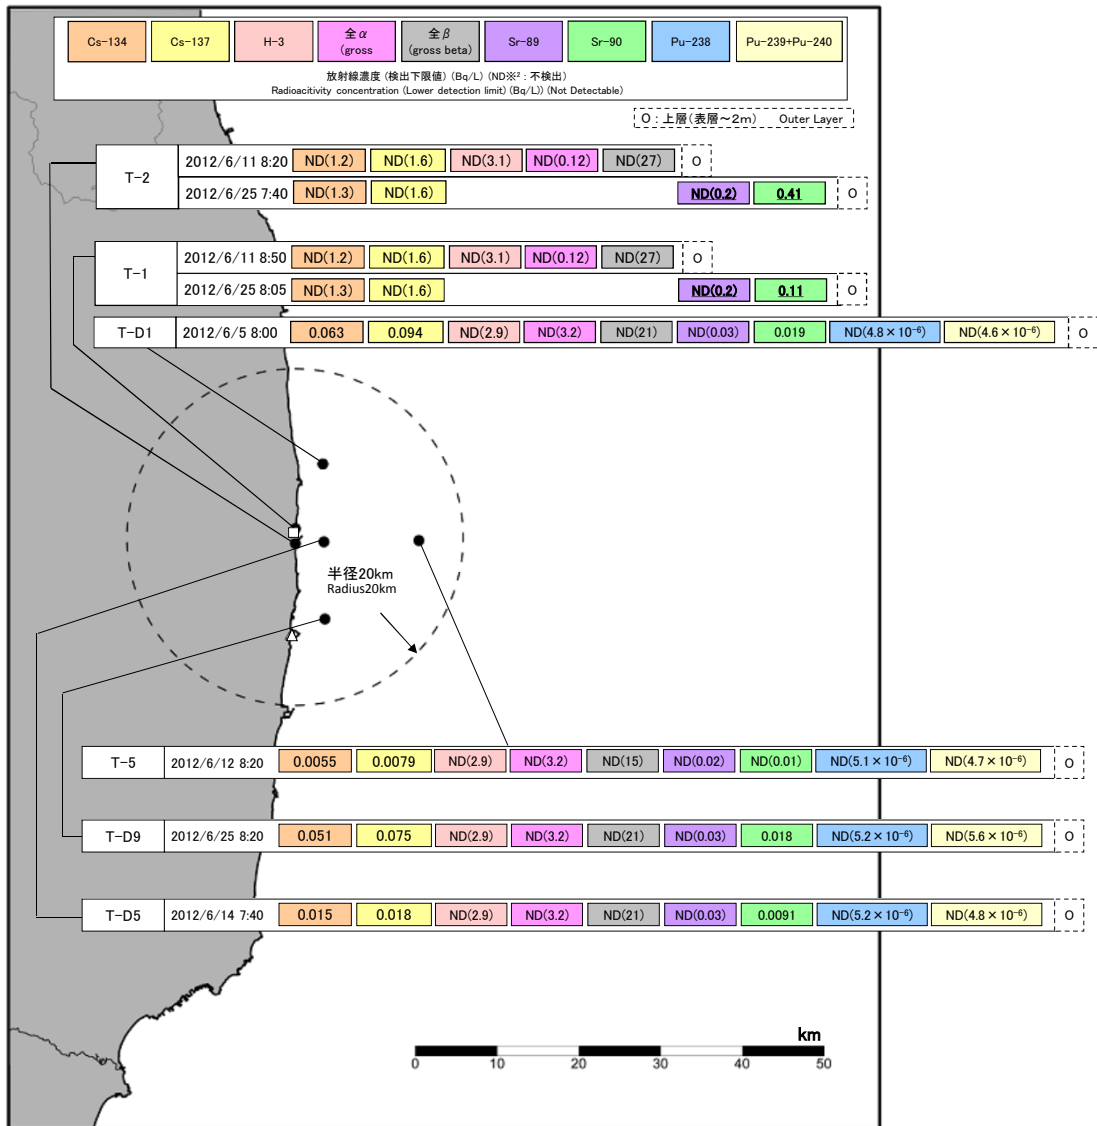 Cs-134 Cs-137 H-3 全α 全β Sr-89 Sr-90 Pu-238 Pu-239+Pu-240
(gross (gross beta)
放射線濃度 (検出下限値) (Bq/L) (ND※²:不検出)
Radioacitivity concentration (Lower detection limit) (Bq/L)) (Not Detectable)
O:上層(表層~2m) Outer Layer
T-2
2012/6/11 8:20 ND(1.2) ND(1.6) ND(3.1) ND(0.12) ND(27) O
2012/6/25 7:40 ND(1.3) ND(1.6) ND(0.2) 0.41 O
T-1
2012/6/11 8:50 ND(1.2) ND(1.6) ND(3.1) ND(0.12) ND(27) O
2012/6/25 8:05 ND(1.3) ND(1.6) ND(0.2) 0.11 O
T-D1 2012/6/5 8:00 0.063 0.094 ND(2.9) ND(3.2) ND(21) ND(0.03) 0.019 ND(4.8×10⁻⁶) ND(4.6×10⁻⁶) O
半径20km
Radius20km
T-5 2012/6/12 8:20 0.0055 0.0079 ND(2.9) ND(3.2) ND(15) ND(0.02) ND(0.01) ND(5.1×10⁻⁶) ND(4.7×10⁻⁶) O
T-D9 2012/6/25 8:20 0.051 0.075 ND(2.9) ND(3.2) ND(21) ND(0.03) 0.018 ND(5.2×10⁻⁶) ND(5.6×10⁻⁶) O
T-D5 2012/6/14 7:40 0.015 0.018 ND(2.9) ND(3.2) ND(21) ND(0.03) 0.0091 ND(5.2×10⁻⁶) ND(4.8×10⁻⁶) O
km
0 10 20 30 40 50